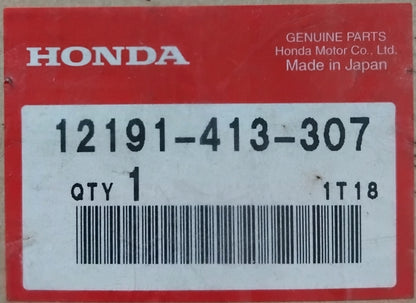 HONDA
GENUINE PARTS
Honda Motor Co., Ltd.
Made in Japan
12191-413-307
QTY 1 1T18